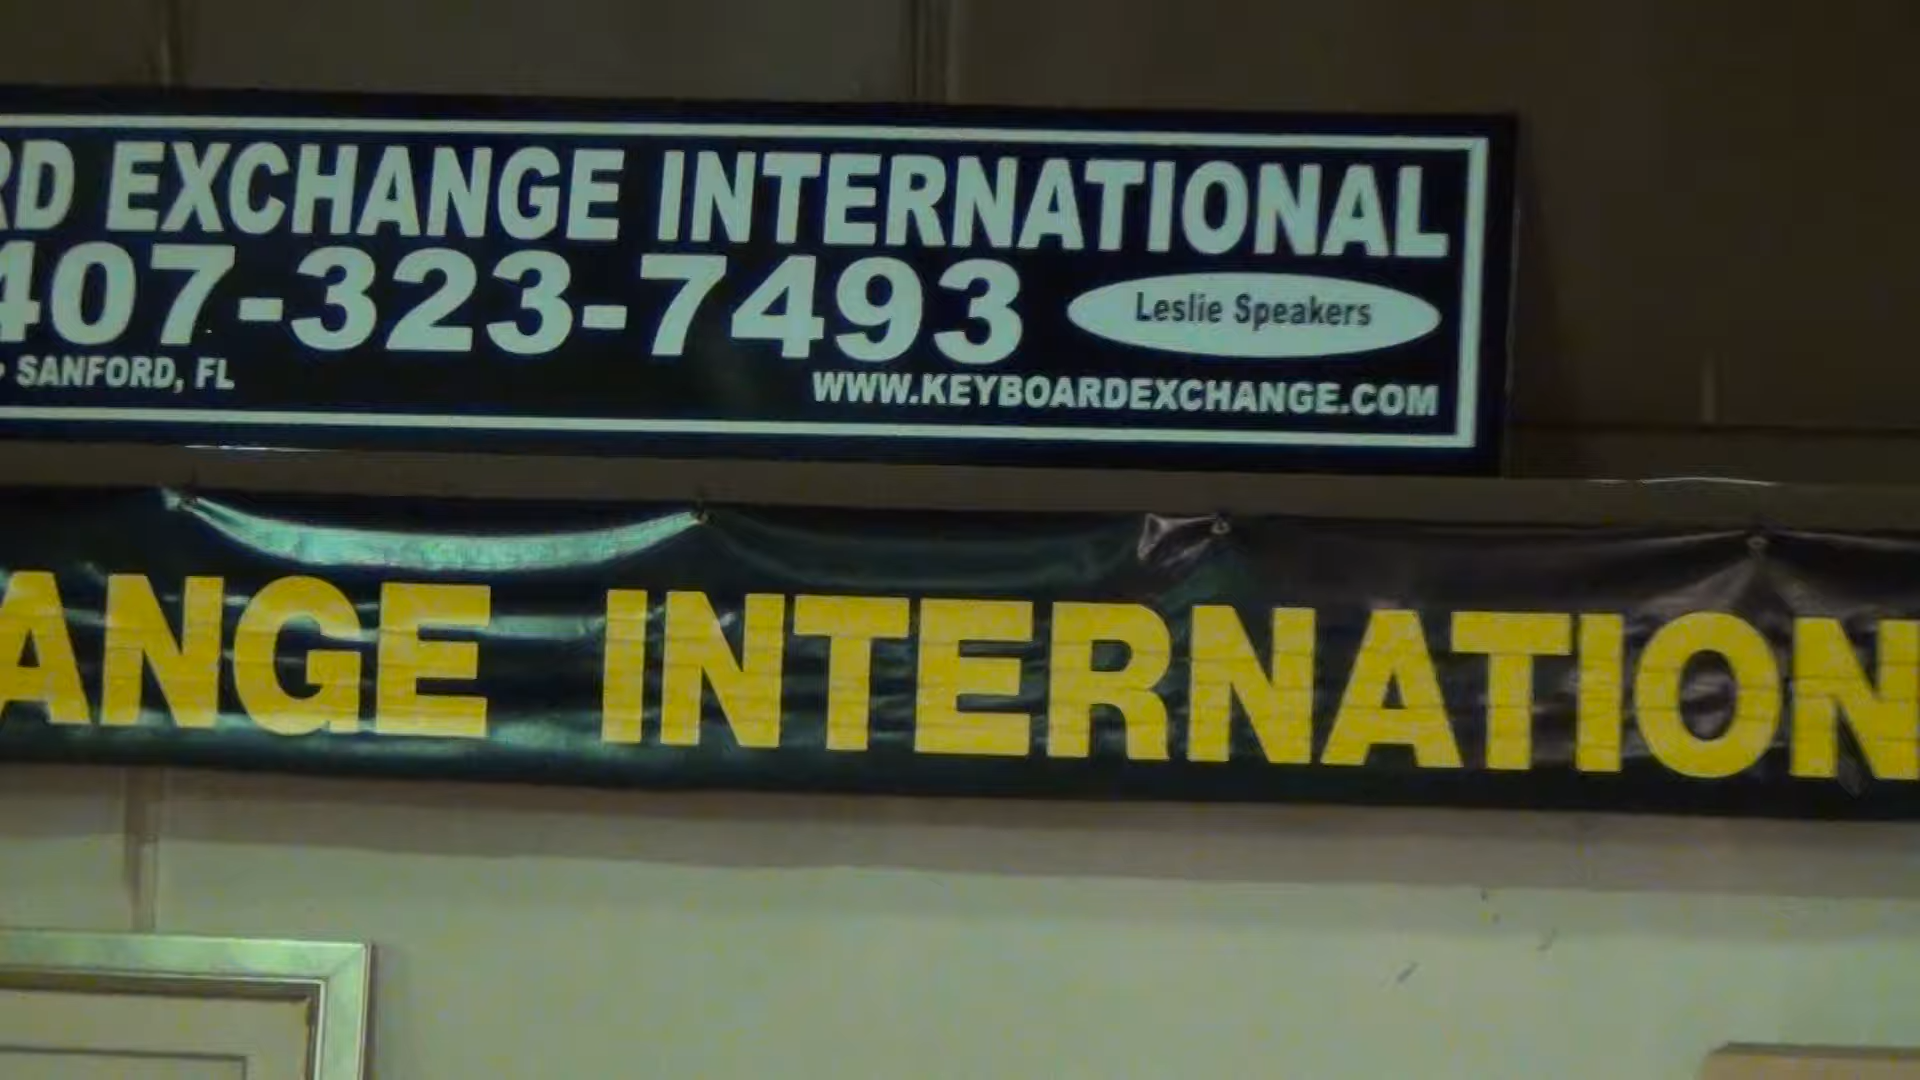 RD EXCHANGE INTERNATIONAL
407-323-7493
Leslie Speakers
• SANFORD, FL
WWW.KEYBOARDEXCHANGE.COM
ANGE INTERNATION